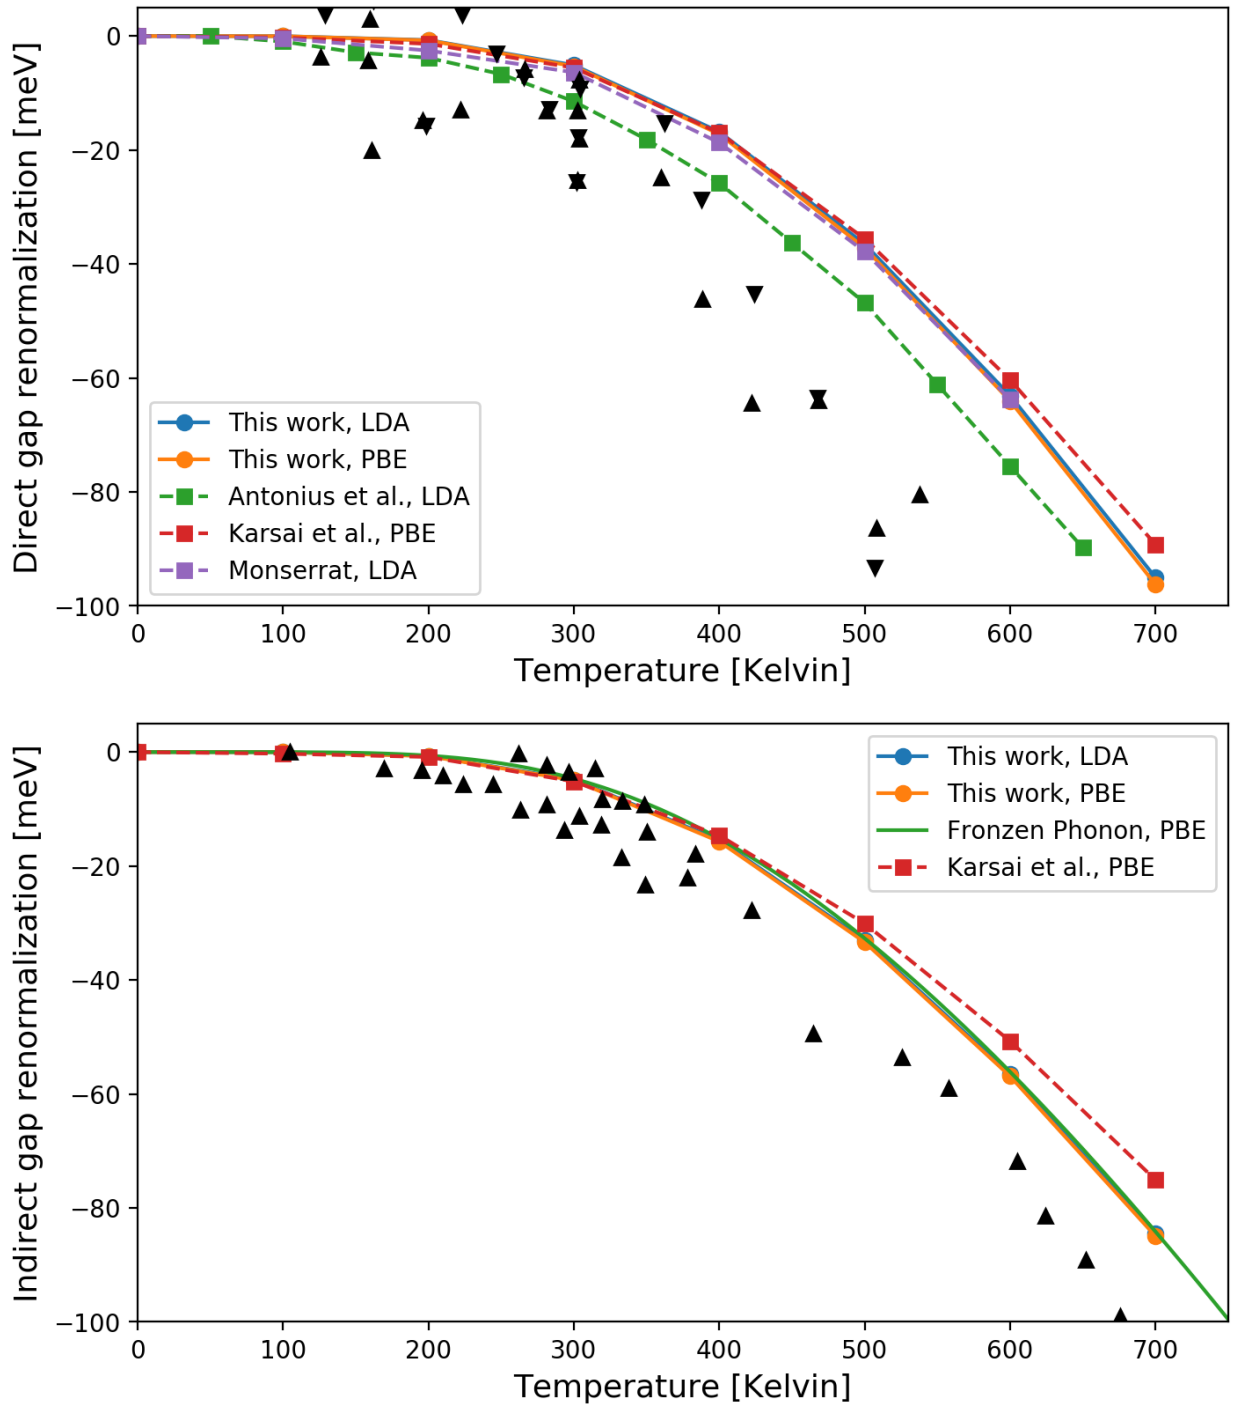 Direct gap renormalization [meV]
0
−20
−40
−60
−80
−100
This work, LDA
This work, PBE
Antonius et al., LDA
Karsai et al., PBE
Monserrat, LDA
0 100 200 300 400 500 600 700
Temperature [Kelvin]
Indirect gap renormalization [meV]
0
−20
−40
−60
−80
−100
This work, LDA
This work, PBE
Fronzen Phonon, PBE
Karsai et al., PBE
0 100 200 300 400 500 600 700
Temperature [Kelvin]